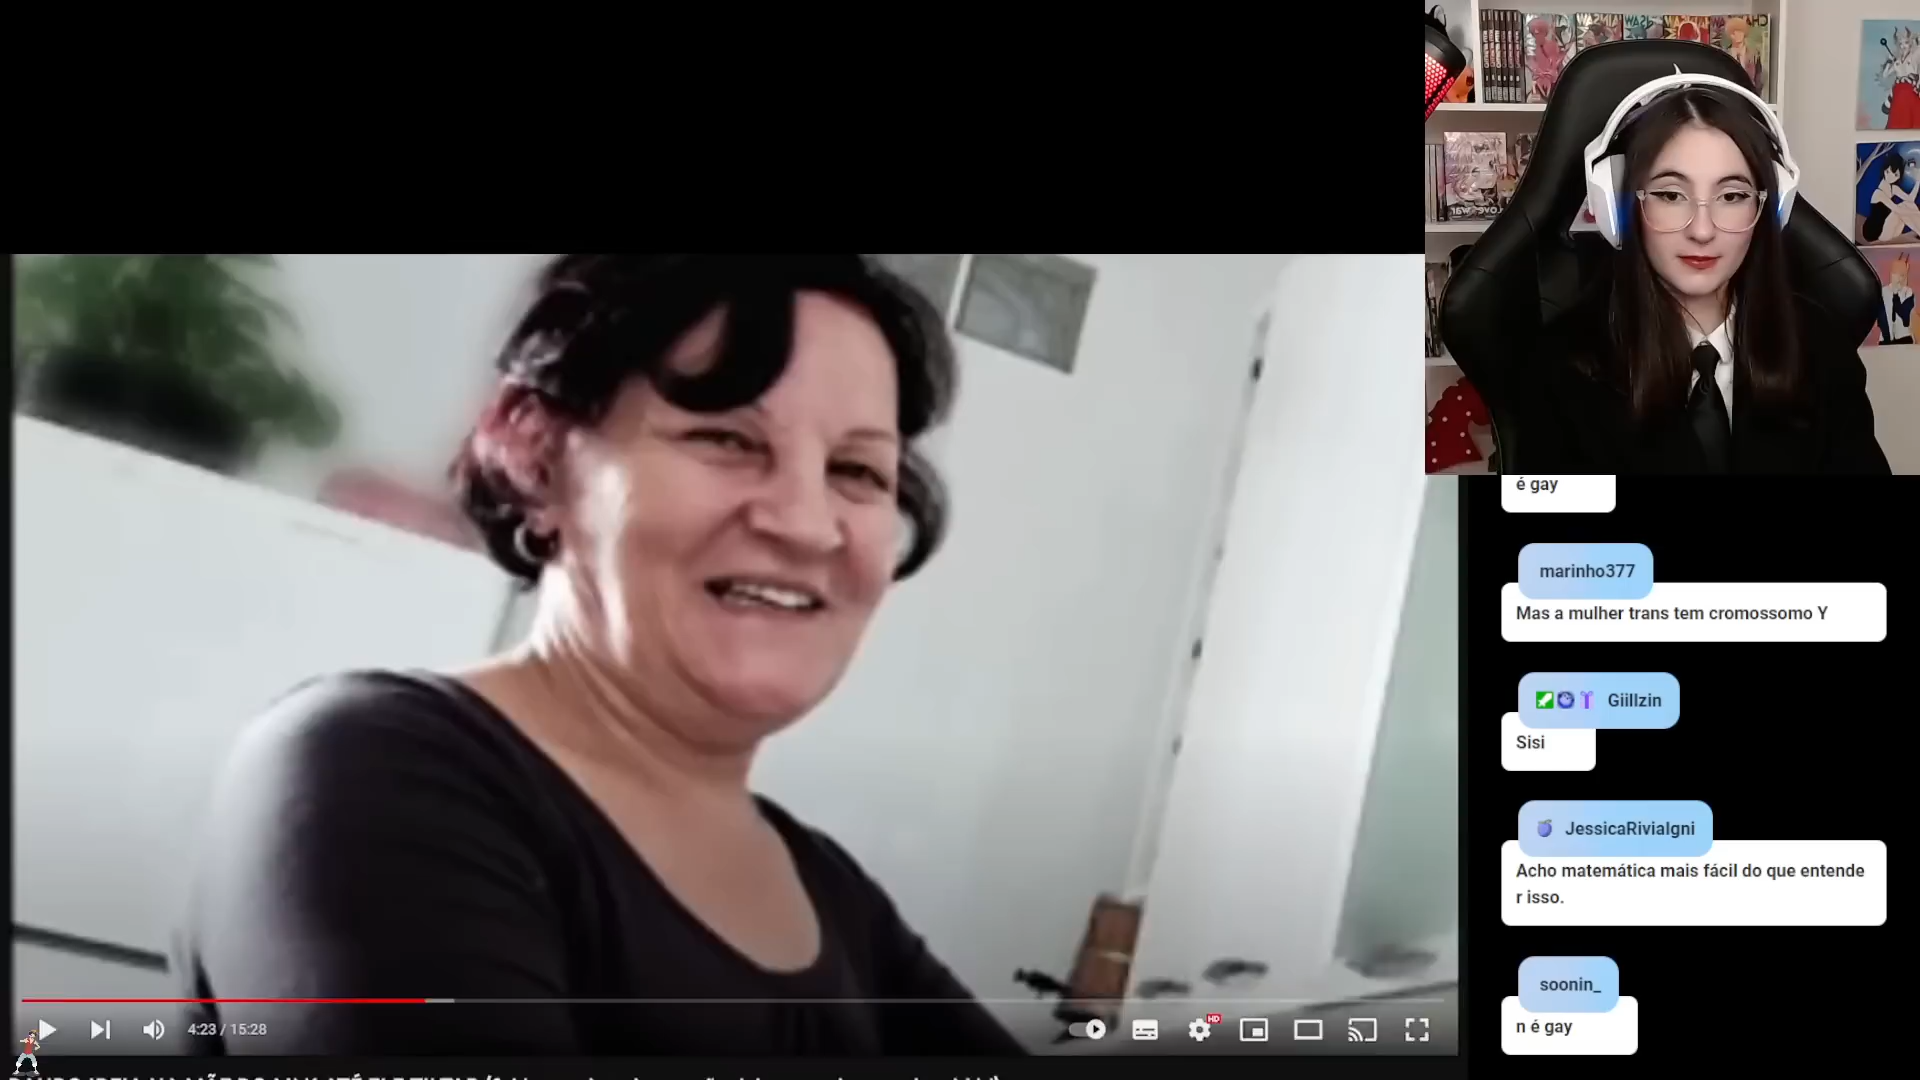 é gay
marinho377
Mas a mulher trans tem cromossomo Y
Giillzin
Sisi
JessicaRivialgni
Acho matemática mais fácil do que entende
r isso.
soonin_
n é gay
HD
4:23 / 15:28